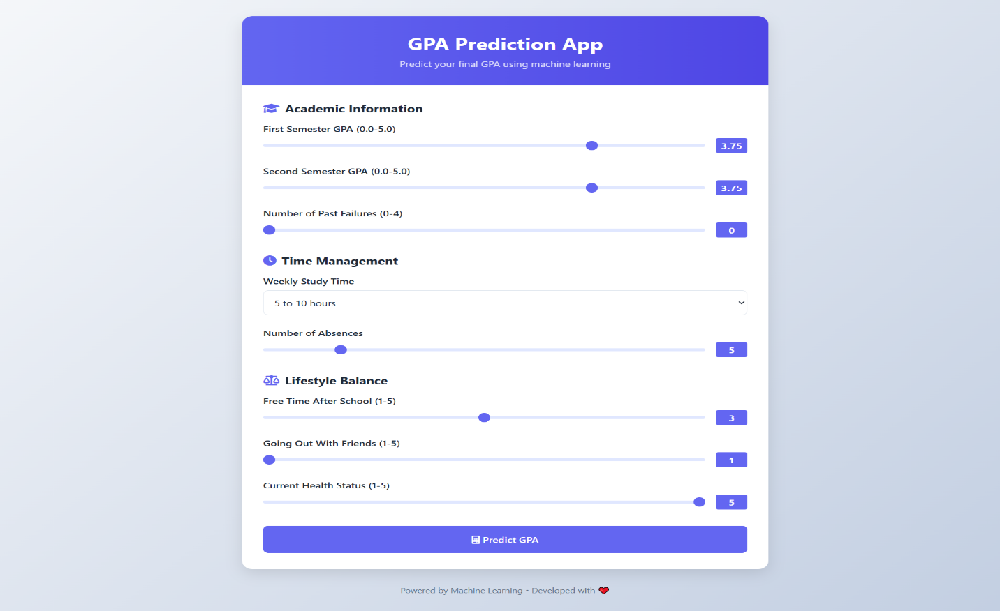 GPA Prediction App
Predict your final GPA using machine learning
Academic Information
First Semester GPA (0.0-5.0)
3.75
Second Semester GPA (0.0-5.0)
3.75
Number of Past Failures (0-4)
0
Time Management
Weekly Study Time
5 to 10 hours
Number of Absences
5
Lifestyle Balance
Free Time After School (1-5)
3
Going Out With Friends (1-5)
1
Current Health Status (1-5)
5
Predict GPA
Powered by Machine Learning • Developed with ❤